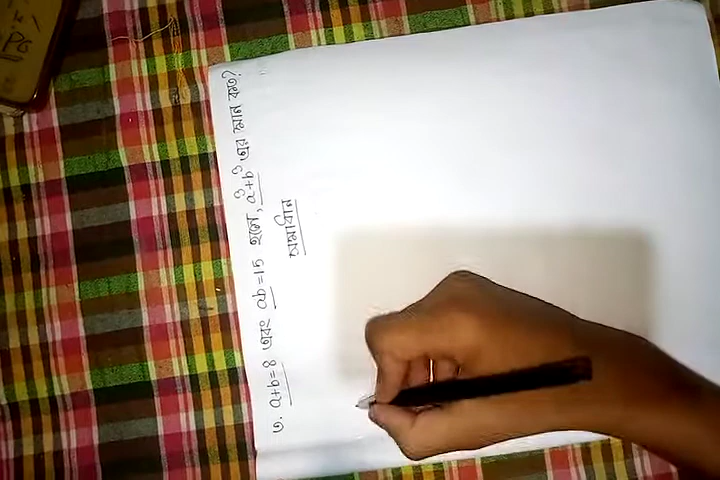 ৩. a+b=8 এবং ab=15 হলে, a³+b³ এর মান কত?
সমাধান